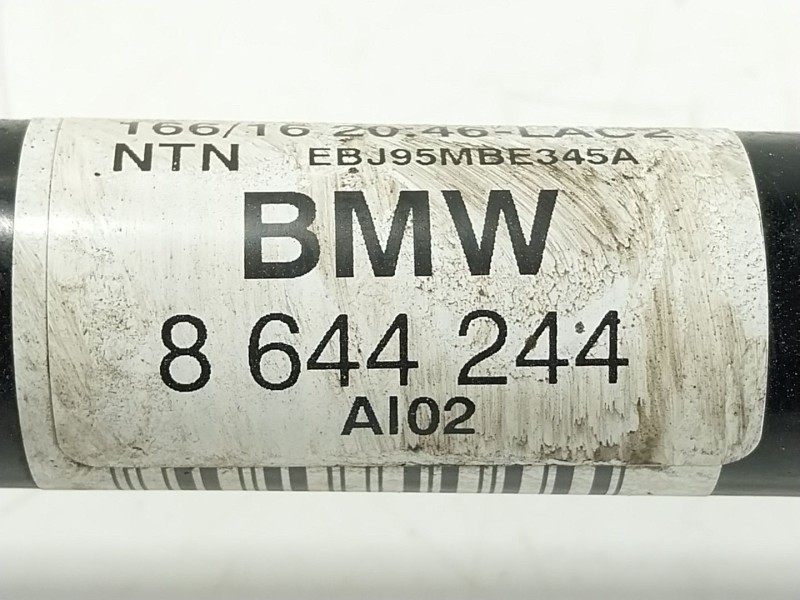 166/16 20:46-LAC2
NTN EBJ95MBE345A
BMW
8 644 244
AI02